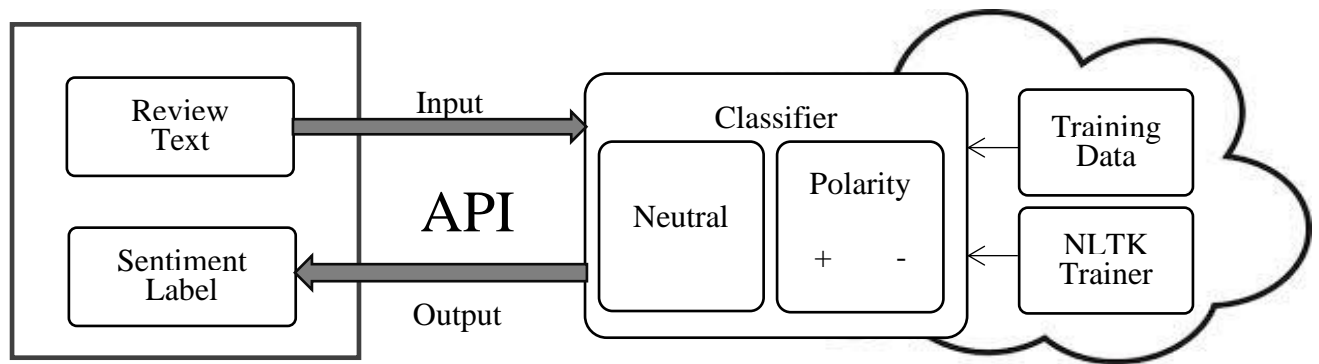 Review
Text
Input
API
Sentiment
Label
Output
Classifier
Neutral
Polarity
+ -
Training
Data
NLTK
Trainer